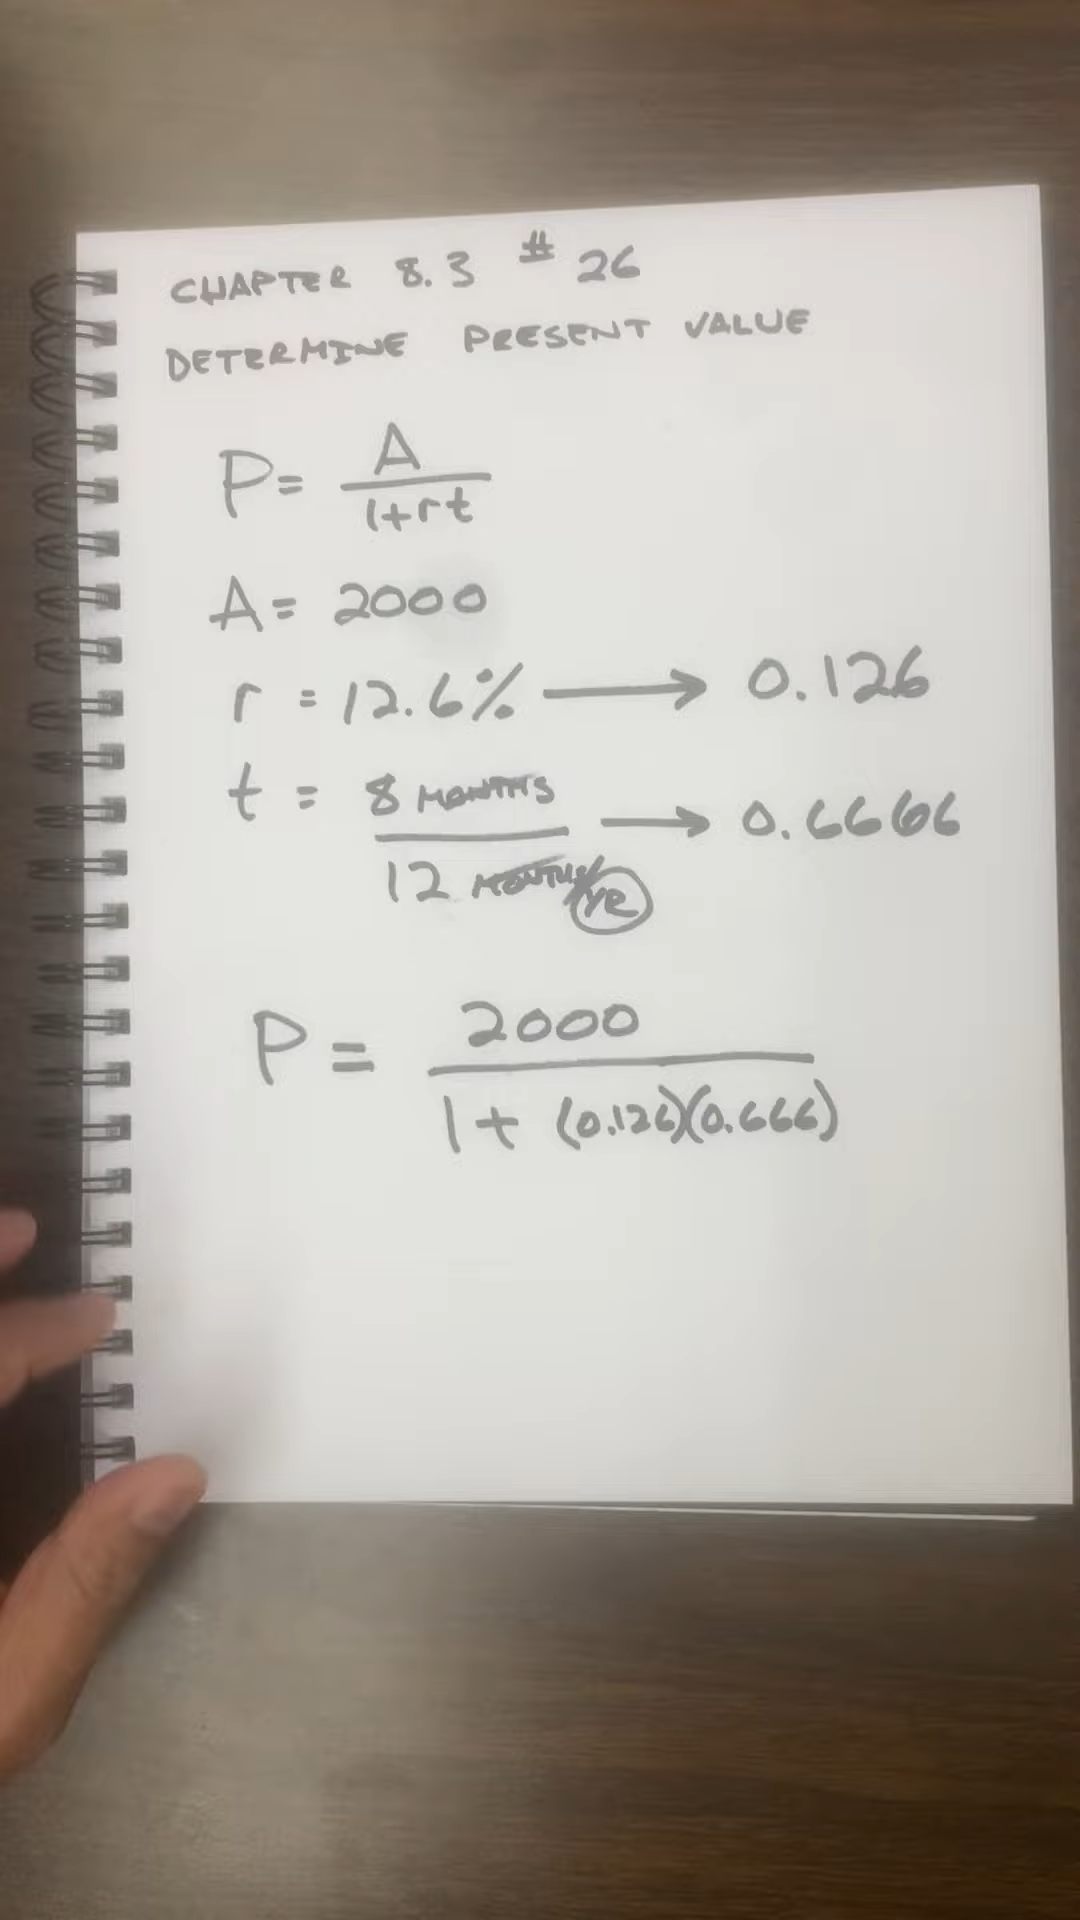 CHAPTER 8.3 # 26
DETERMINE PRESENT VALUE
P = A
1+rt
A = 2000
r = 12.6% → 0.126
t = 8 MONTHS → 0.6666
12 MONTHS/YR
P = 2000
1 + (0.126)(0.666)